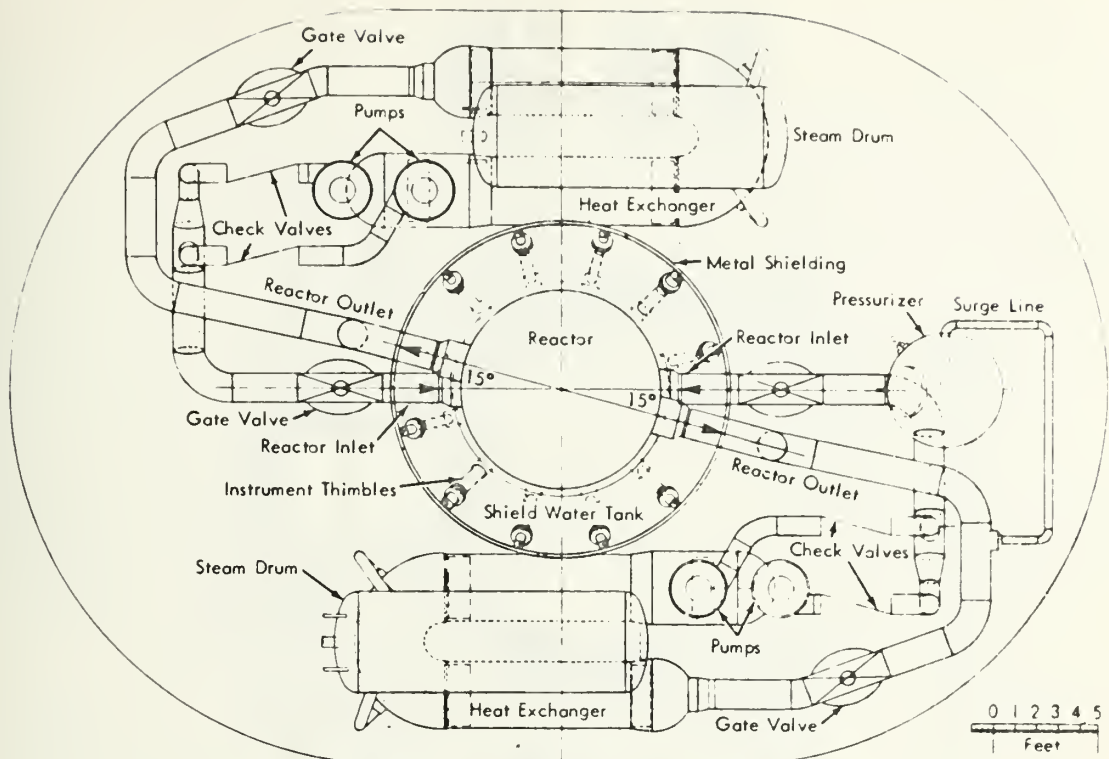 Gate Valve
Pumps
Steam Drum
Heat Exchanger
Check Valves
Metal Shielding
Reactor Outlet
Pressurizer
Surge Line
Reactor
Reactor Inlet
15°
15°
Gate Valve
Reactor Inlet
Reactor Outlet
Instrument Thimbles
Shield Water Tank
Check Valves
Steam Drum
Pumps
Heat Exchanger
Gate Valve
0 1 2 3 4 5
Feet